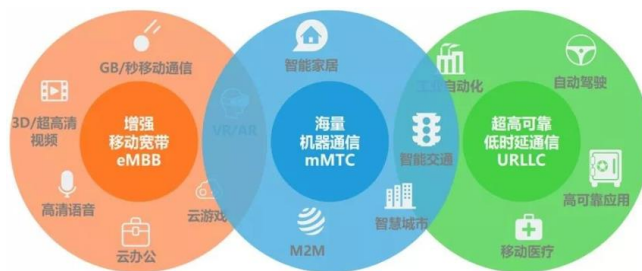 GB/秒移动通信
3D/超高清
视频
增强
移动宽带
eMBB
VR/AR
高清语音
云游戏
云办公
智能家居
海量
机器通信
mMTC
智能交通
智慧城市
M2M
工业自动化
自动驾驶
超高可靠
低时延通信
URLLC
高可靠应用
移动医疗